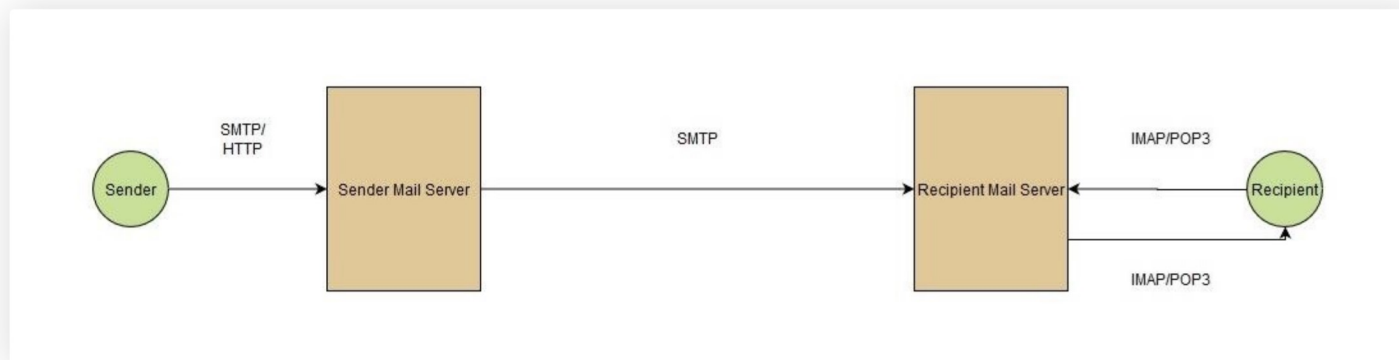 SMTP/
HTTP
SMTP
IMAP/POP3
Sender
Sender Mail Server
Recipient Mail Server
Recipient
IMAP/POP3